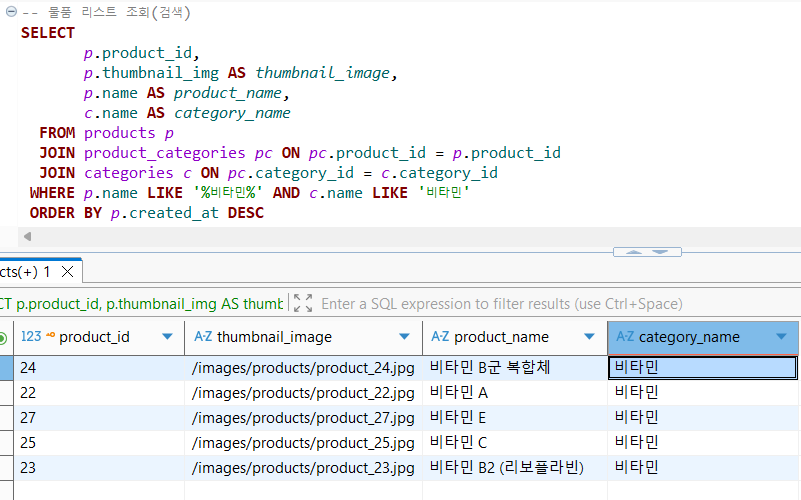 -- 물품 리스트 조회(검색)
SELECT
p.product_id,
p.thumbnail_img AS thumbnail_image,
p.name AS product_name,
c.name AS category_name
FROM products p
JOIN product_categories pc ON pc.product_id = p.product_id
JOIN categories c ON pc.category_id = c.category_id
WHERE p.name LIKE '%비타민%' AND c.name LIKE '비타민'
ORDER BY p.created_at DESC
cts(+) 1
CT p.product_id, p.thumbnail_img AS thumb Enter a SQL expression to filter results (use Ctrl+Space)
123 product_id A-Z thumbnail_image A-Z product_name A-Z category_name
24 /images/products/product_24.jpg 비타민 B군 복합체 비타민
22 /images/products/product_22.jpg 비타민 A 비타민
27 /images/products/product_27.jpg 비타민 E 비타민
25 /images/products/product_25.jpg 비타민 C 비타민
23 /images/products/product_23.jpg 비타민 B2 (리보플라빈) 비타민